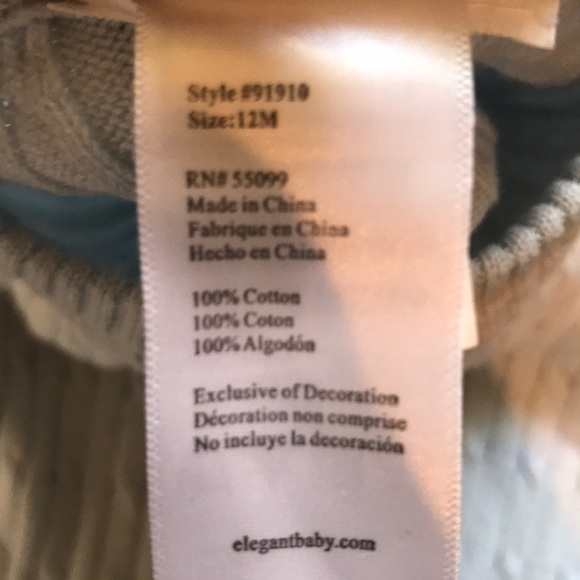 Style #91910
Size:12M
RN# 55099
Made in China
Fabrique en China
Hecho en China
100% Cotton
100% Coton
100% Algodón
Exclusive of Decoration
Décoration non comprise
No incluye la decoración
elegantbaby.com